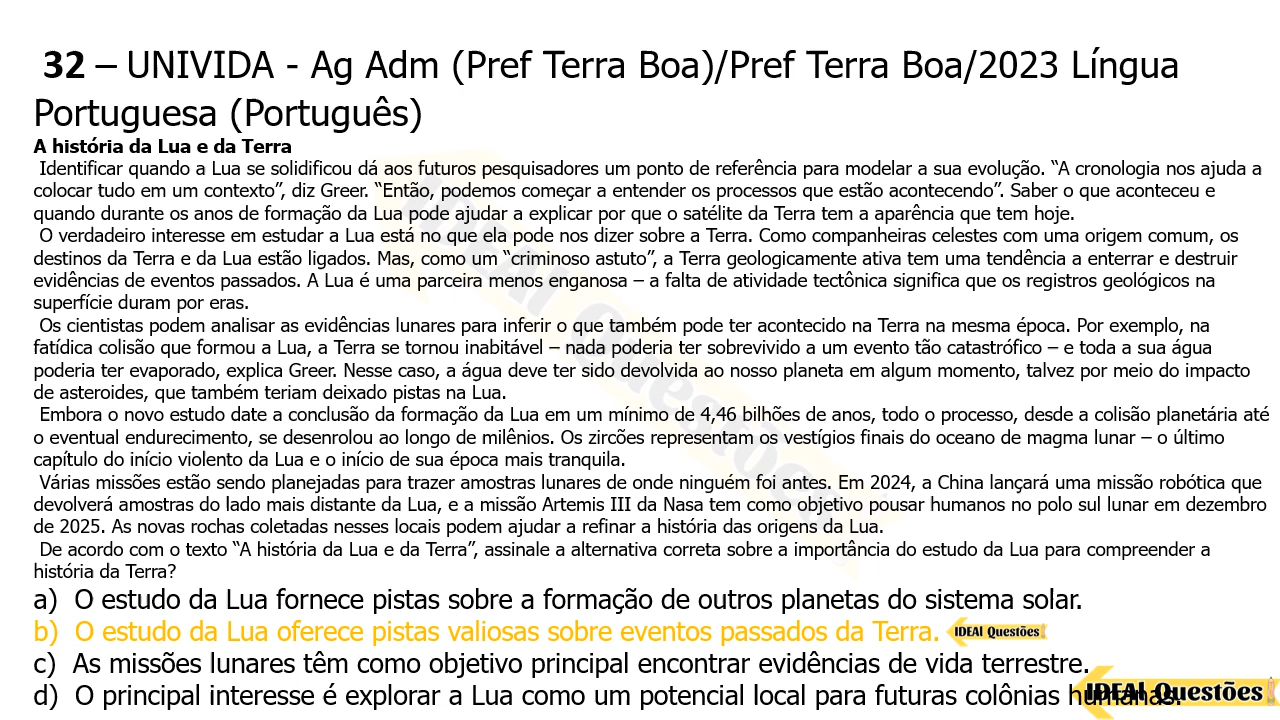 32 – UNIVIDA - Ag Adm (Pref Terra Boa)/Pref Terra Boa/2023 Língua
Portuguesa (Português)
A história da Lua e da Terra
Identificar quando a Lua se solidificou dá aos futuros pesquisadores um ponto de referência para modelar a sua evolução. “A cronologia nos ajuda a
colocar tudo em um contexto”, diz Greer. “Então, podemos começar a entender os processos que estão acontecendo”. Saber o que aconteceu e
quando durante os anos de formação da Lua pode ajudar a explicar por que o satélite da Terra tem a aparência que tem hoje.
O verdadeiro interesse em estudar a Lua está no que ela pode nos dizer sobre a Terra. Como companheiras celestes com uma origem comum, os
destinos da Terra e da Lua estão ligados. Mas, como um “criminoso astuto”, a Terra geologicamente ativa tem uma tendência a enterrar e destruir
evidências de eventos passados. A Lua é uma parceira menos enganosa – a falta de atividade tectônica significa que os registros geológicos na
superfície duram por eras.
Os cientistas podem analisar as evidências lunares para inferir o que também pode ter acontecido na Terra na mesma época. Por exemplo, na
fatídica colisão que formou a Lua, a Terra se tornou inabitável – nada poderia ter sobrevivido a um evento tão catastrófico – e toda a sua água
poderia ter evaporado, explica Greer. Nesse caso, a água deve ter sido devolvida ao nosso planeta em algum momento, talvez por meio do impacto
de asteroides, que também teriam deixado pistas na Lua.
Embora o novo estudo date a conclusão da formação da Lua em um mínimo de 4,46 bilhões de anos, todo o processo, desde a colisão planetária até
o eventual endurecimento, se desenrolou ao longo de milênios. Os zircões representam os vestígios finais do oceano de magma lunar – o último
capítulo do início violento da Lua e o início de sua época mais tranquila.
Várias missões estão sendo planejadas para trazer amostras lunares de onde ninguém foi antes. Em 2024, a China lançará uma missão robótica que
devolverá amostras do lado mais distante da Lua, e a missão Artemis III da Nasa tem como objetivo pousar humanos no polo sul lunar em dezembro
de 2025. As novas rochas coletadas nesses locais podem ajudar a refinar a história das origens da Lua.
De acordo com o texto “A história da Lua e da Terra”, assinale a alternativa correta sobre a importância do estudo da Lua para compreender a
história da Terra?
a) O estudo da Lua fornece pistas sobre a formação de outros planetas do sistema solar.
b) O estudo da Lua oferece pistas valiosas sobre eventos passados da Terra. IDEAL Questões
c) As missões lunares têm como objetivo principal encontrar evidências de vida terrestre.
d) O principal interesse é explorar a Lua como um potencial local para futuras colônias humanas.
IDEAL Questões
IDEAL Questões